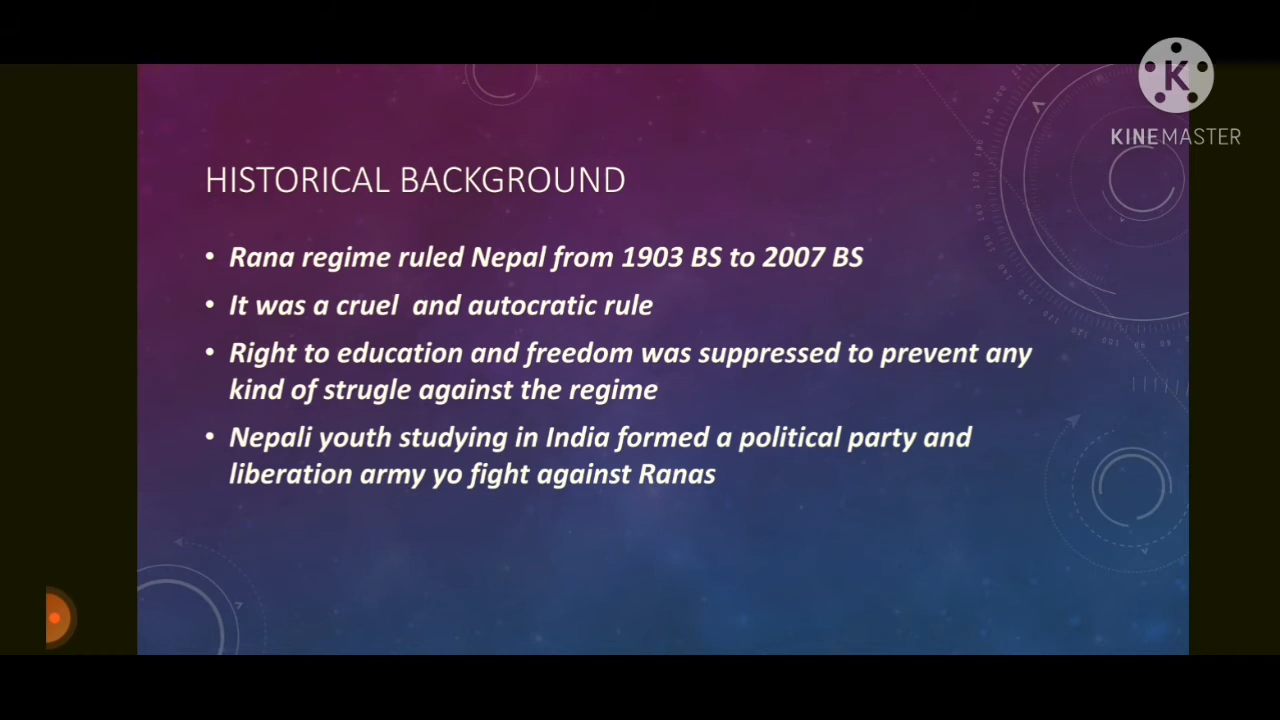 K
KINEMASTER
HISTORICAL BACKGROUND
• Rana regime ruled Nepal from 1903 BS to 2007 BS
• It was a cruel  and autocratic rule
• Right to education and freedom was suppressed to prevent any
kind of strugle against the regime
• Nepali youth studying in India formed a political party and
liberation army yo fight against Ranas